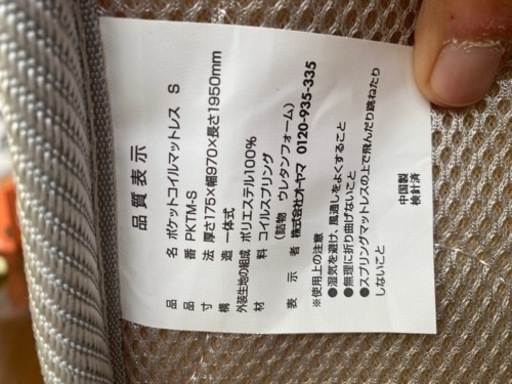 品質表示
品 名 ポケットコイルマットレス S
品 番 PKTM-S
寸 法 厚さ175×幅970×長さ1950mm
構 造 一体式
外装生地の組成 ポリエステル100%
材 料 コイルスプリング
(詰物 ウレタンフォーム)
表 示 者 株式会社オーヤマ 0120-935-335
※使用上の注意
●湿気を避け、風通しをよくすること
●無理に折り曲げないこと
●スプリングマットレスの上で飛んだり跳ねたり
しないこと
中国製
検針済